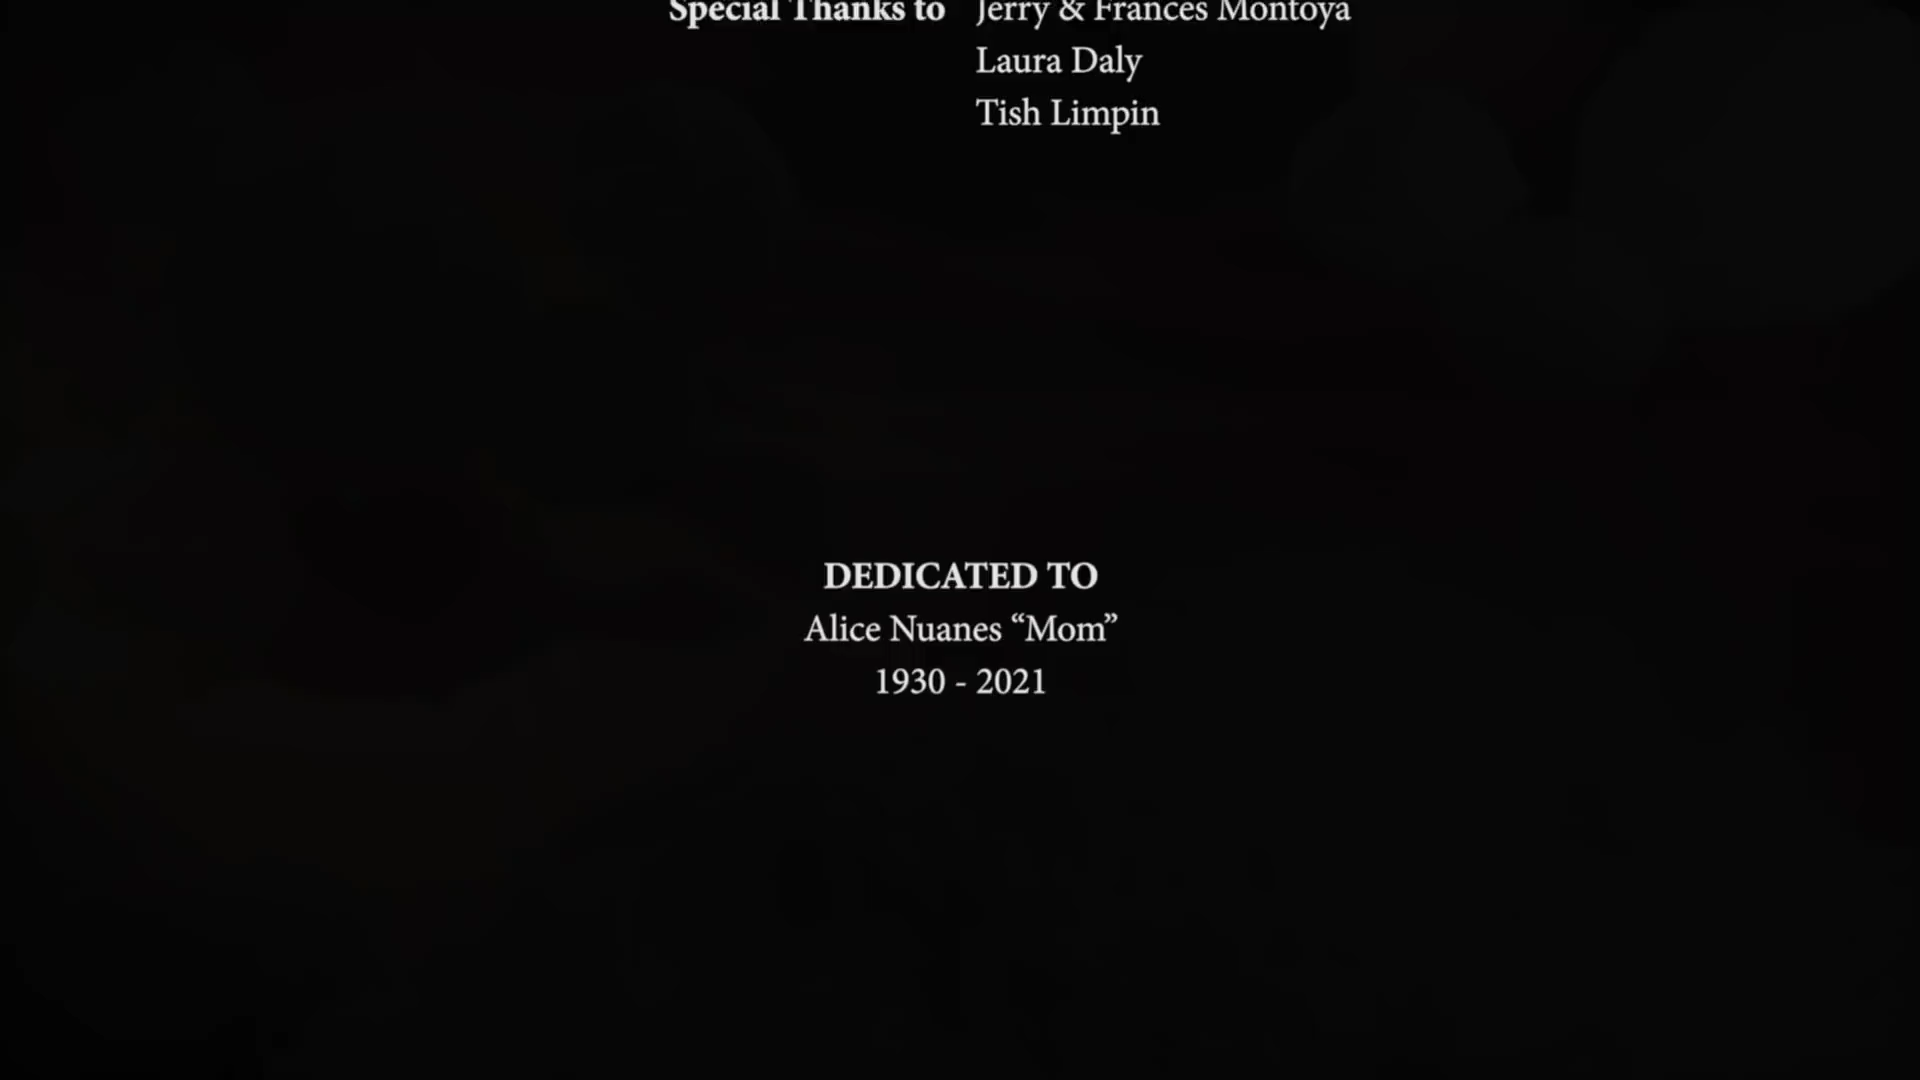 Special Thanks to Jerry & Frances Montoya
Laura Daly
Tish Limpin
DEDICATED TO
Alice Nuanes “Mom”
1930 - 2021